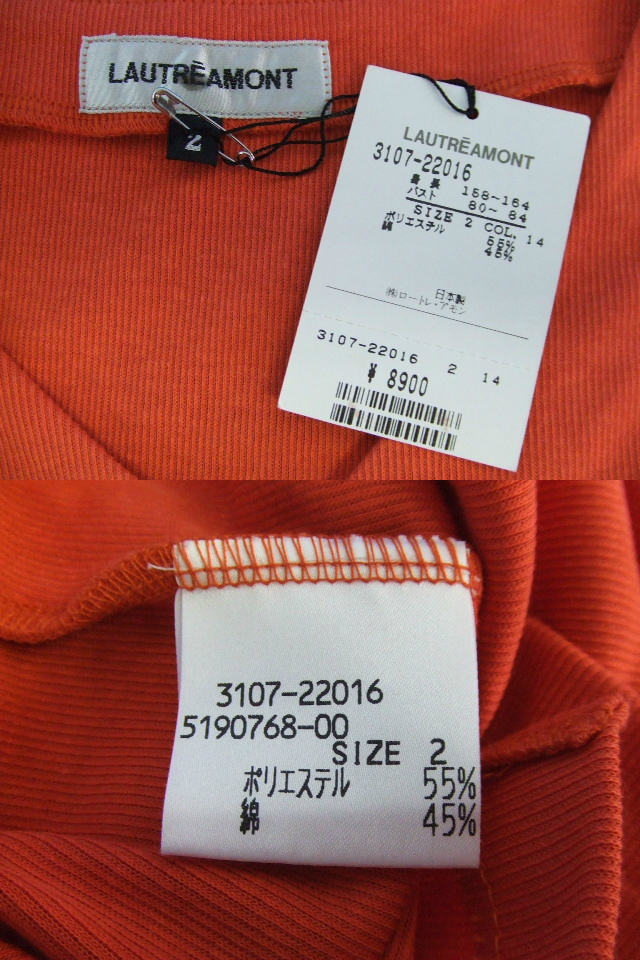 LAUTRĒAMONT
2
LAUTRĒAMONT
3107-22016
身長 158~164
バスト 80~ 84
SIZE 2 COL. 14
ポリエステル 55%
綿 45%
日本製
㈱ロートレ・アモン
3107-22016 2 14
¥ 8900
3107-22016
5190768-00
SIZE 2
ポリエステル 55%
綿 45%